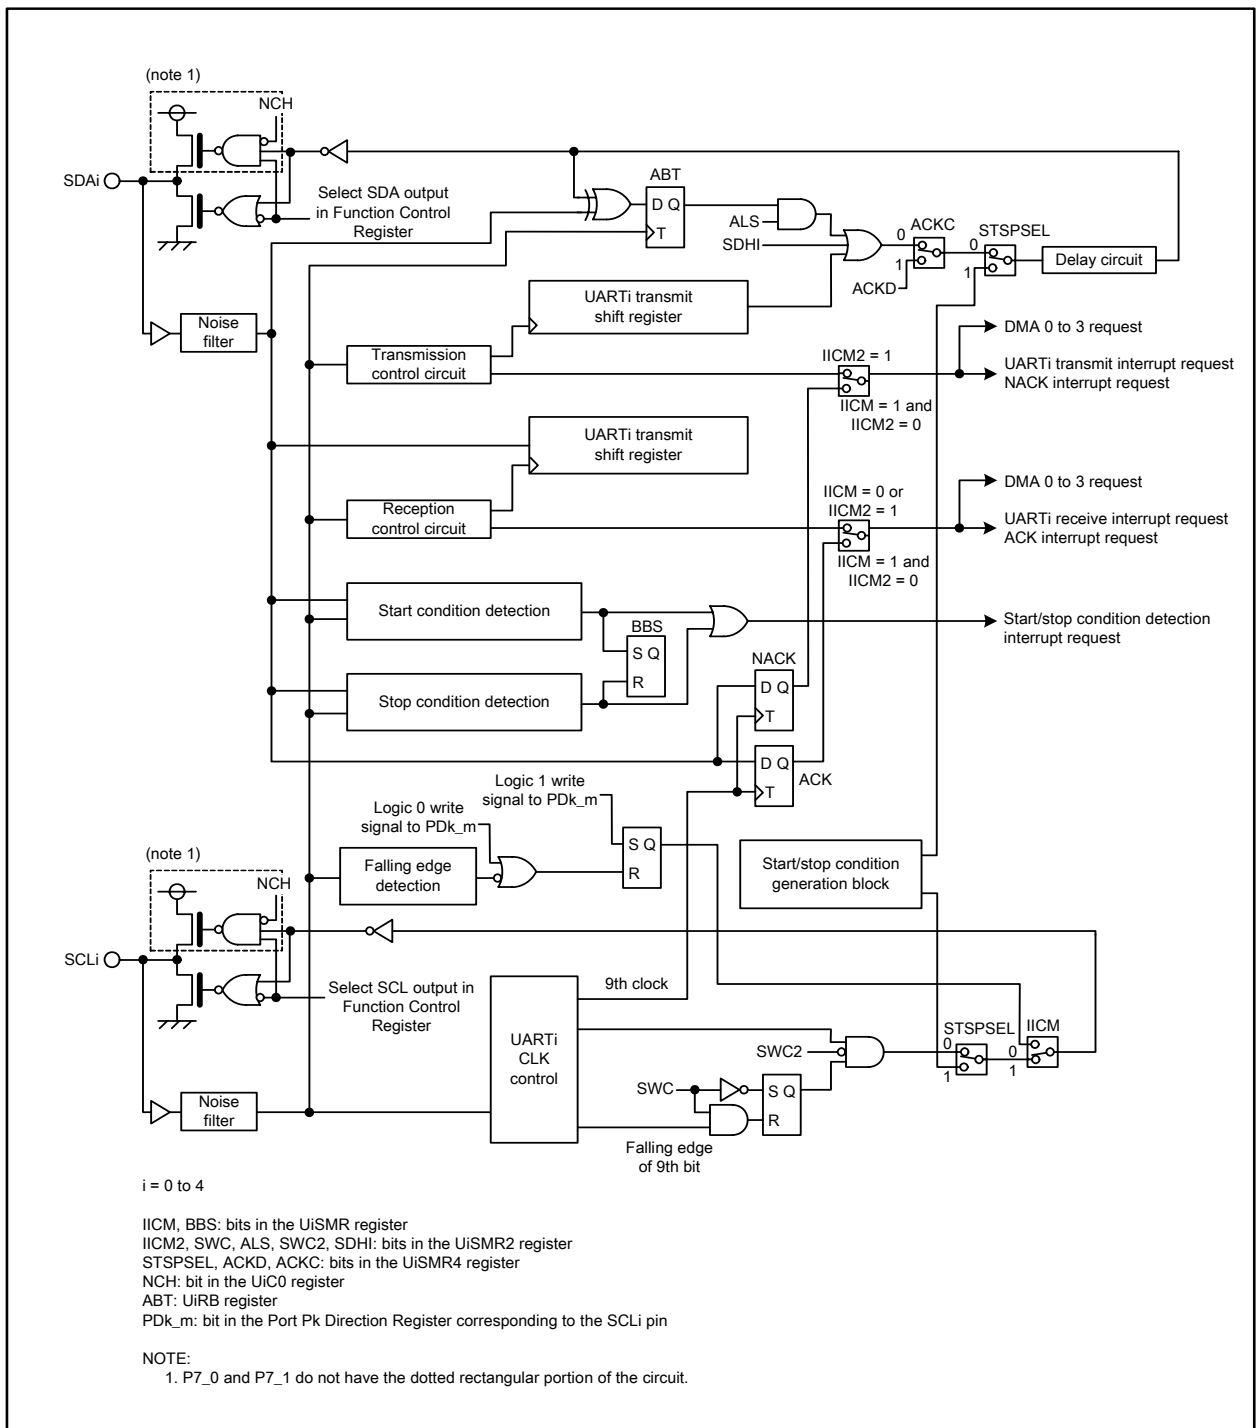 (note 1)
NCH
SDAi
Select SDA output
in Function Control
Register
ABT
D Q
T
ALS
SDHI
ACKC
0
1
ACKD
STSPSEL
0
1
Delay circuit
Noise
filter
UARTi transmit
shift register
Transmission
control circuit
IICM2 = 1
IICM = 1 and
IICM2 = 0
DMA 0 to 3 request
UARTi transmit interrupt request
NACK interrupt request
UARTi transmit
shift register
Reception
control circuit
IICM = 0 or
IICM2 = 1
IICM = 1 and
IICM2 = 0
DMA 0 to 3 request
UARTi receive interrupt request
ACK interrupt request
Start condition detection
BBS
S Q
R
Start/stop condition detection
interrupt request
Stop condition detection
NACK
D Q
T
D Q
T
ACK
Logic 1 write
signal to PDk_m
Logic 0 write
signal to PDk_m
S Q
R
Falling edge
detection
Start/stop condition
generation block
(note 1)
NCH
SCLi
Select SCL output in
Function Control
Register
9th clock
UARTi
CLK
control
SWC2
SWC
S Q
R
Falling edge
of 9th bit
STSPSEL
0
1
IICM
0
1
Noise
filter
i = 0 to 4
IICM, BBS: bits in the UiSMR register
IICM2, SWC, ALS, SWC2, SDHI: bits in the UiSMR2 register
STSPSEL, ACKD, ACKC: bits in the UiSMR4 register
NCH: bit in the UiC0 register
ABT: UiRB register
PDk_m: bit in the Port Pk Direction Register corresponding to the SCLi pin
NOTE:
1. P7_0 and P7_1 do not have the dotted rectangular portion of the circuit.